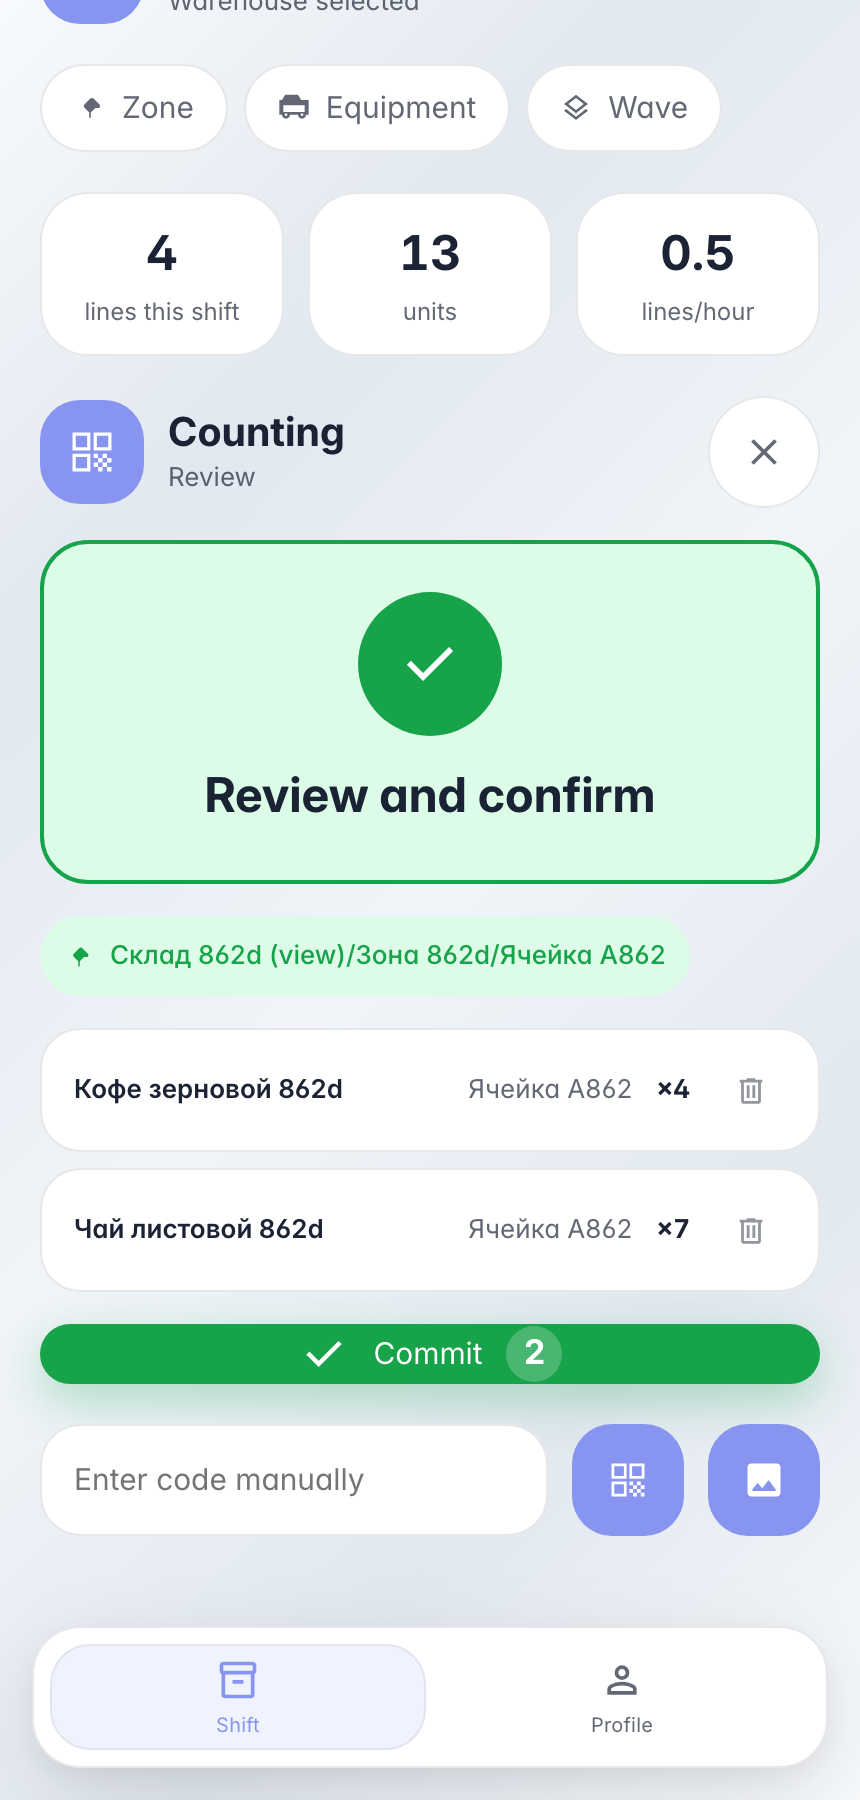 Warehouse selected
Zone
Equipment
Wave
4
lines this shift
13
units
0.5
lines/hour
Counting
Review
Review and confirm
Склад 862d (view)/Зона 862d/Ячейка A862
Кофе зерновой 862d
Ячейка A862
×4
Чай листовой 862d
Ячейка A862
×7
Commit
2
Enter code manually
Shift
Profile